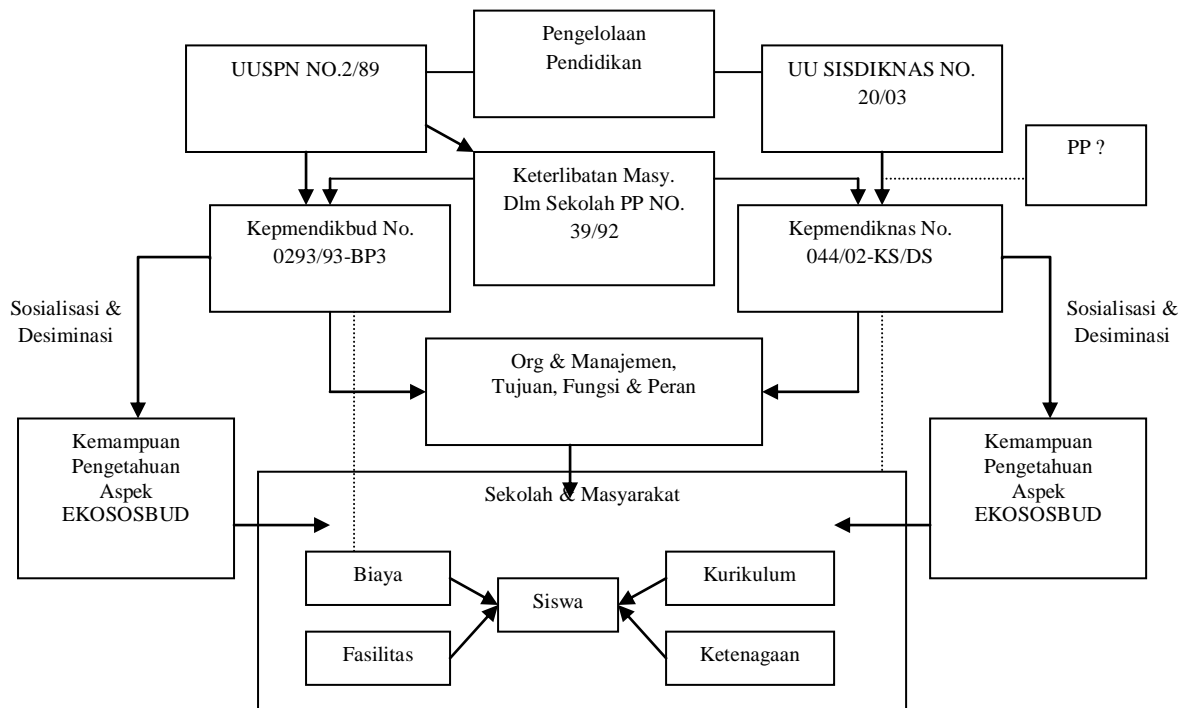 Pengelolaan
Pendidikan
UUSPN NO.2/89
UU SISDIKNAS NO.
20/03
PP ?
Keterlibatan Masy.
Dlm Sekolah PP NO.
39/92
Kepmendikbud No.
0293/93-BP3
Kepmendiknas No.
044/02-KS/DS
Sosialisasi &
Desiminasi
Sosialisasi &
Desiminasi
Org & Manajemen,
Tujuan, Fungsi & Peran
Kemampuan
Pengetahuan
Aspek
EKOSOSBUD
Kemampuan
Pengetahuan
Aspek
EKOSOSBUD
Sekolah & Masyarakat
Biaya
Kurikulum
Siswa
Fasilitas
Ketenagaan